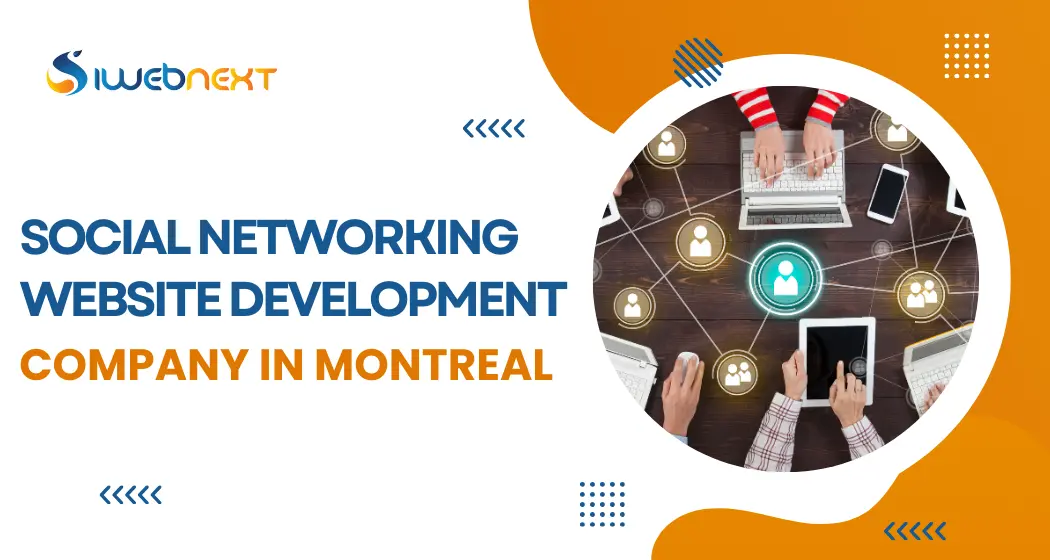 IWEBNEXT
SOCIAL NETWORKING
WEBSITE DEVELOPMENT
COMPANY IN MONTREAL